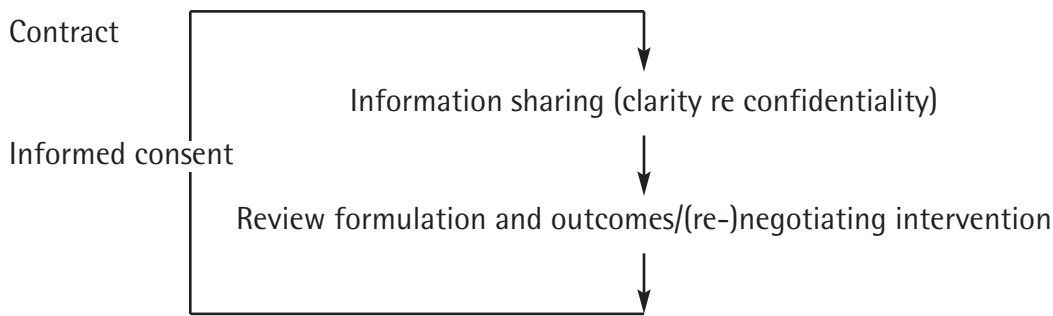 Contract
Information sharing (clarity re confidentiality)
Informed consent
Review formulation and outcomes/(re-)negotiating intervention